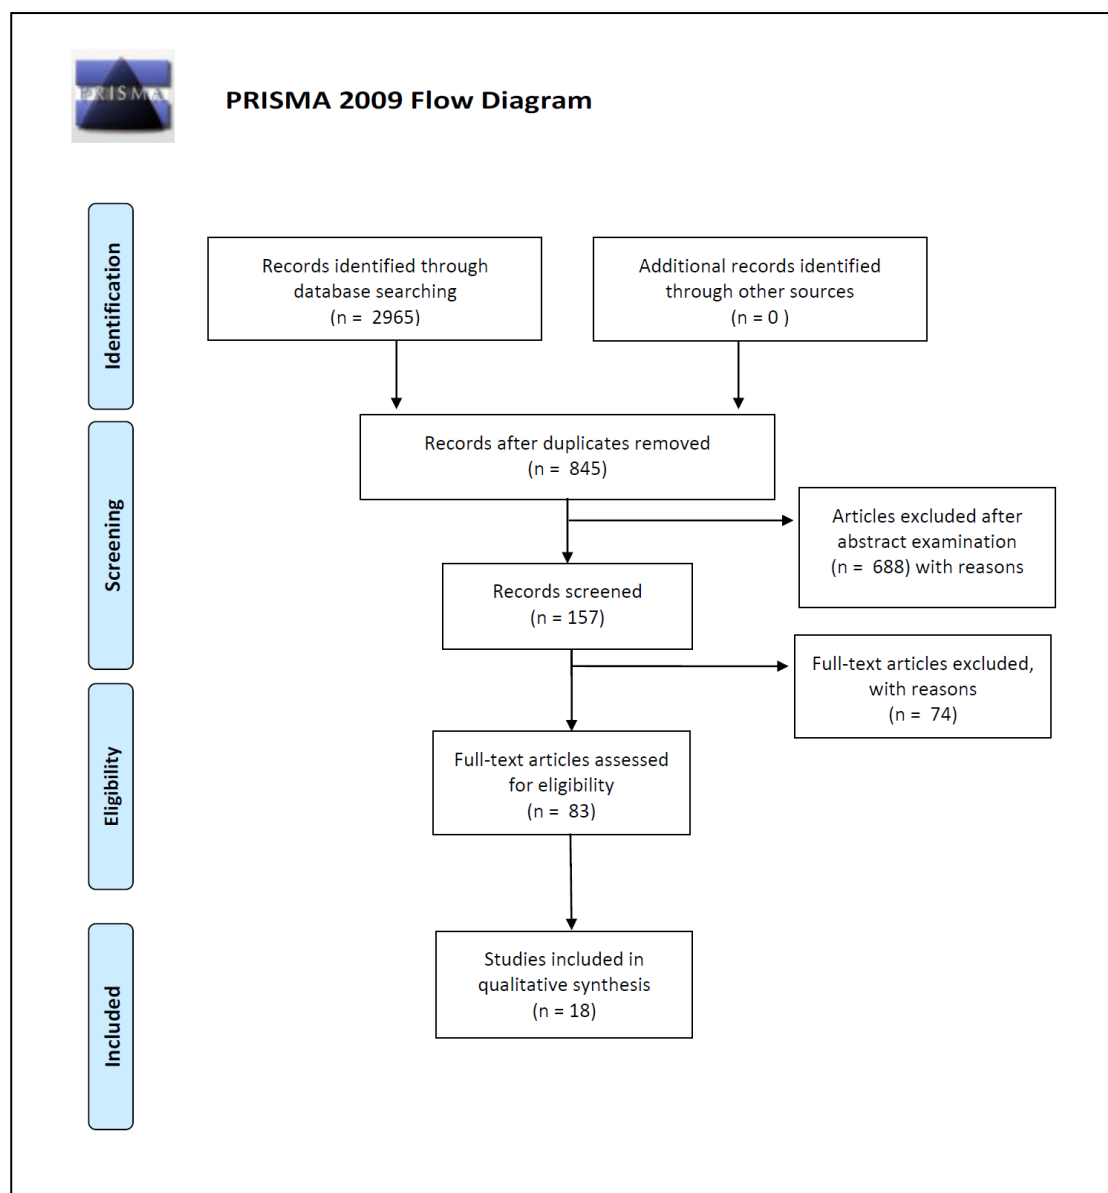 PRISMA
PRISMA 2009 Flow Diagram
Identification
Records identified through
database searching
(n = 2965)
Additional records identified
through other sources
(n = 0 )
Screening
Records after duplicates removed
(n = 845)
Articles excluded after
abstract examination
(n = 688) with reasons
Records screened
(n = 157)
Full-text articles excluded,
with reasons
(n = 74)
Eligibility
Full-text articles assessed
for eligibility
(n = 83)
Included
Studies included in
qualitative synthesis
(n = 18)